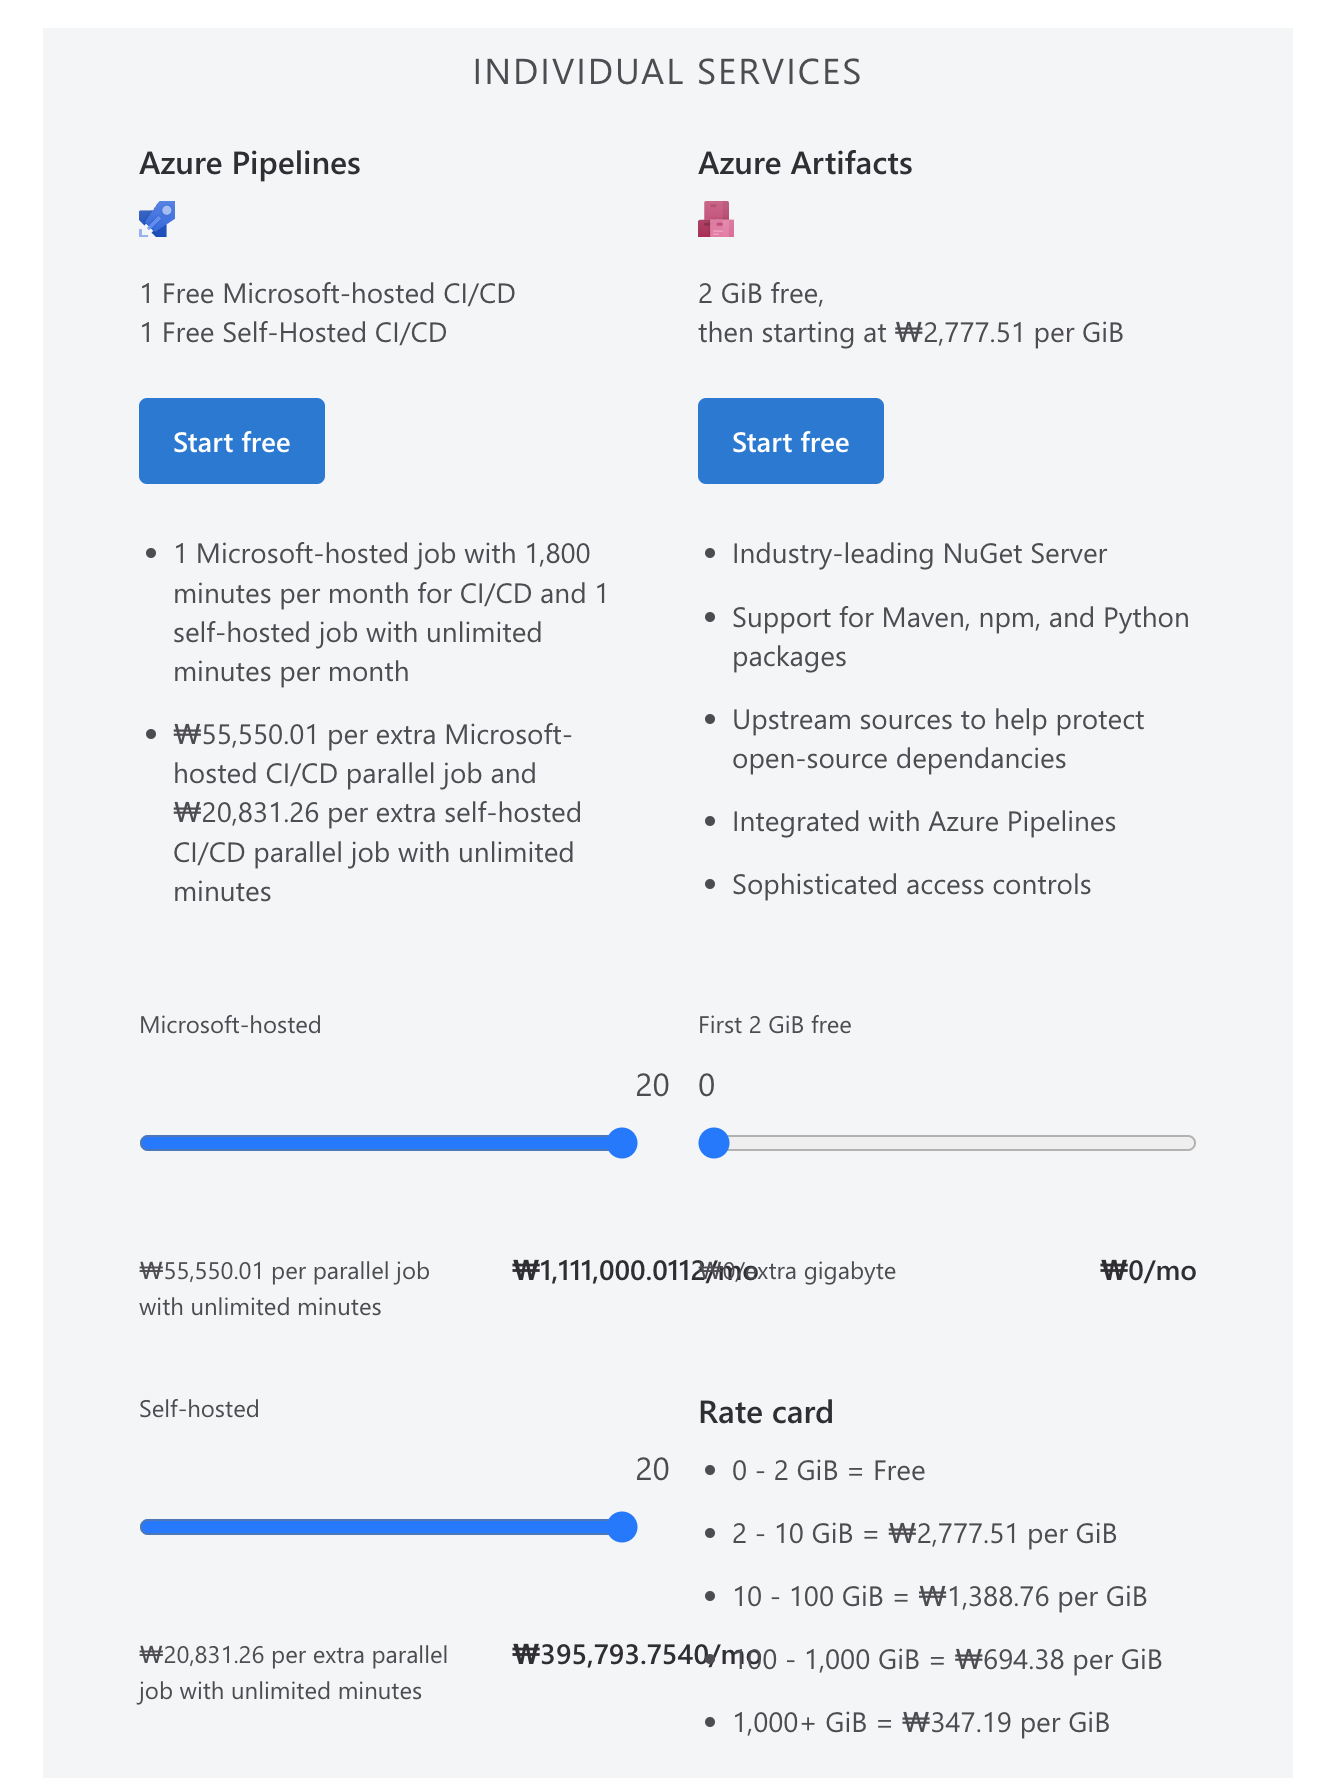 INDIVIDUAL SERVICES
Azure Pipelines
1 Free Microsoft-hosted CI/CD
1 Free Self-Hosted CI/CD
Start free
• 1 Microsoft-hosted job with 1,800
minutes per month for CI/CD and 1
self-hosted job with unlimited
minutes per month
• ₩55,550.01 per extra Microsoft-
hosted CI/CD parallel job and
₩20,831.26 per extra self-hosted
CI/CD parallel job with unlimited
minutes
Microsoft-hosted
20
₩55,550.01 per parallel job
with unlimited minutes
₩1,111,000.0112/mo
Self-hosted
20
₩20,831.26 per extra parallel
job with unlimited minutes
₩395,793.7540/mo
Azure Artifacts
2 GiB free,
then starting at ₩2,777.51 per GiB
Start free
• Industry-leading NuGet Server
• Support for Maven, npm, and Python
packages
• Upstream sources to help protect
open-source dependancies
• Integrated with Azure Pipelines
• Sophisticated access controls
First 2 GiB free
0
₩0/extra gigabyte
₩0/mo
Rate card
• 0 - 2 GiB = Free
• 2 - 10 GiB = ₩2,777.51 per GiB
• 10 - 100 GiB = ₩1,388.76 per GiB
• 100 - 1,000 GiB = ₩694.38 per GiB
• 1,000+ GiB = ₩347.19 per GiB